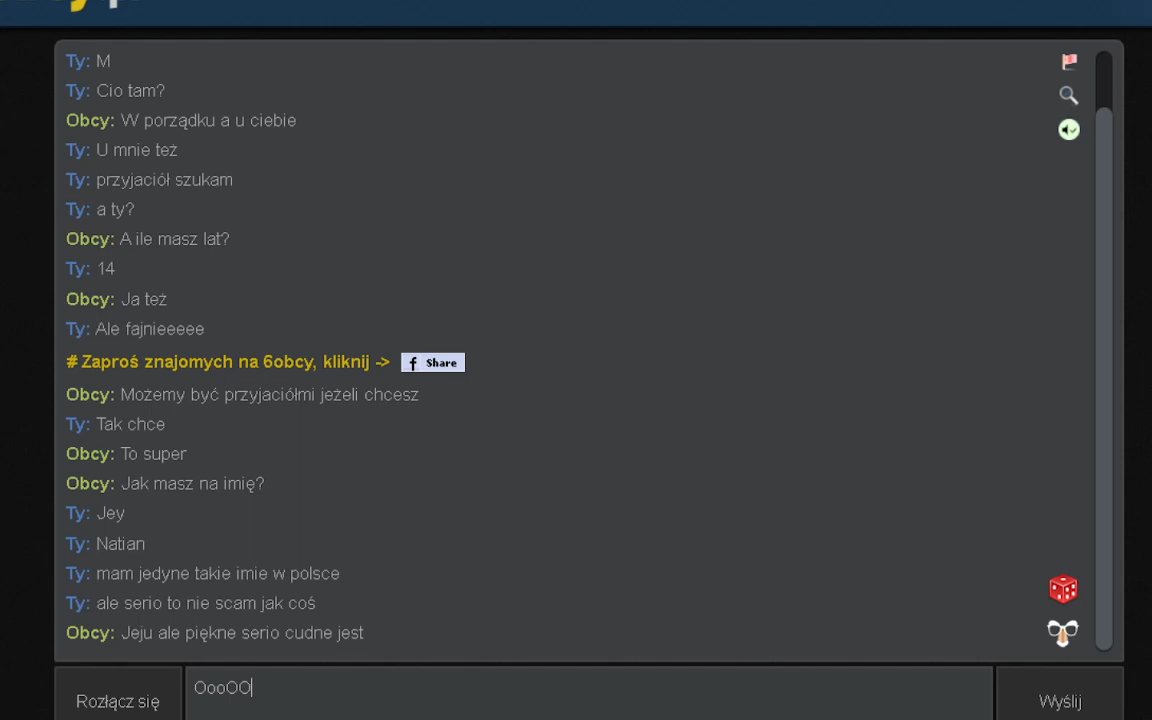 Ty: M
Ty: Cio tam?
Obcy: W porządku a u ciebie
Ty: U mnie też
Ty: przyjaciół szukam
Ty: a ty?
Obcy: A ile masz lat?
Ty: 14
Obcy: Ja też
Ty: Ale fajnieeeee
# Zaproś znajomych na 6obcy, kliknij -> Share
Obcy: Możemy być przyjaciółmi jeżeli chcesz
Ty: Tak chce
Obcy: To super
Obcy: Jak masz na imię?
Ty: Jey
Ty: Natian
Ty: mam jedyne takie imie w polsce
Ty: ale serio to nie scam jak coś
Obcy: Jeju ale piękne serio cudne jest
Rozłącz się OooOO Wyślij